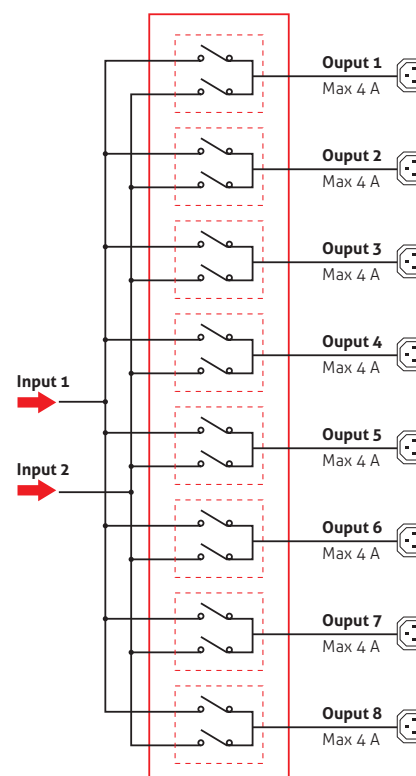 Ouput 1
Max 4 A
Ouput 2
Max 4 A
Ouput 3
Max 4 A
Ouput 4
Max 4 A
Input 1
Ouput 5
Max 4 A
Input 2
Ouput 6
Max 4 A
Ouput 7
Max 4 A
Ouput 8
Max 4 A